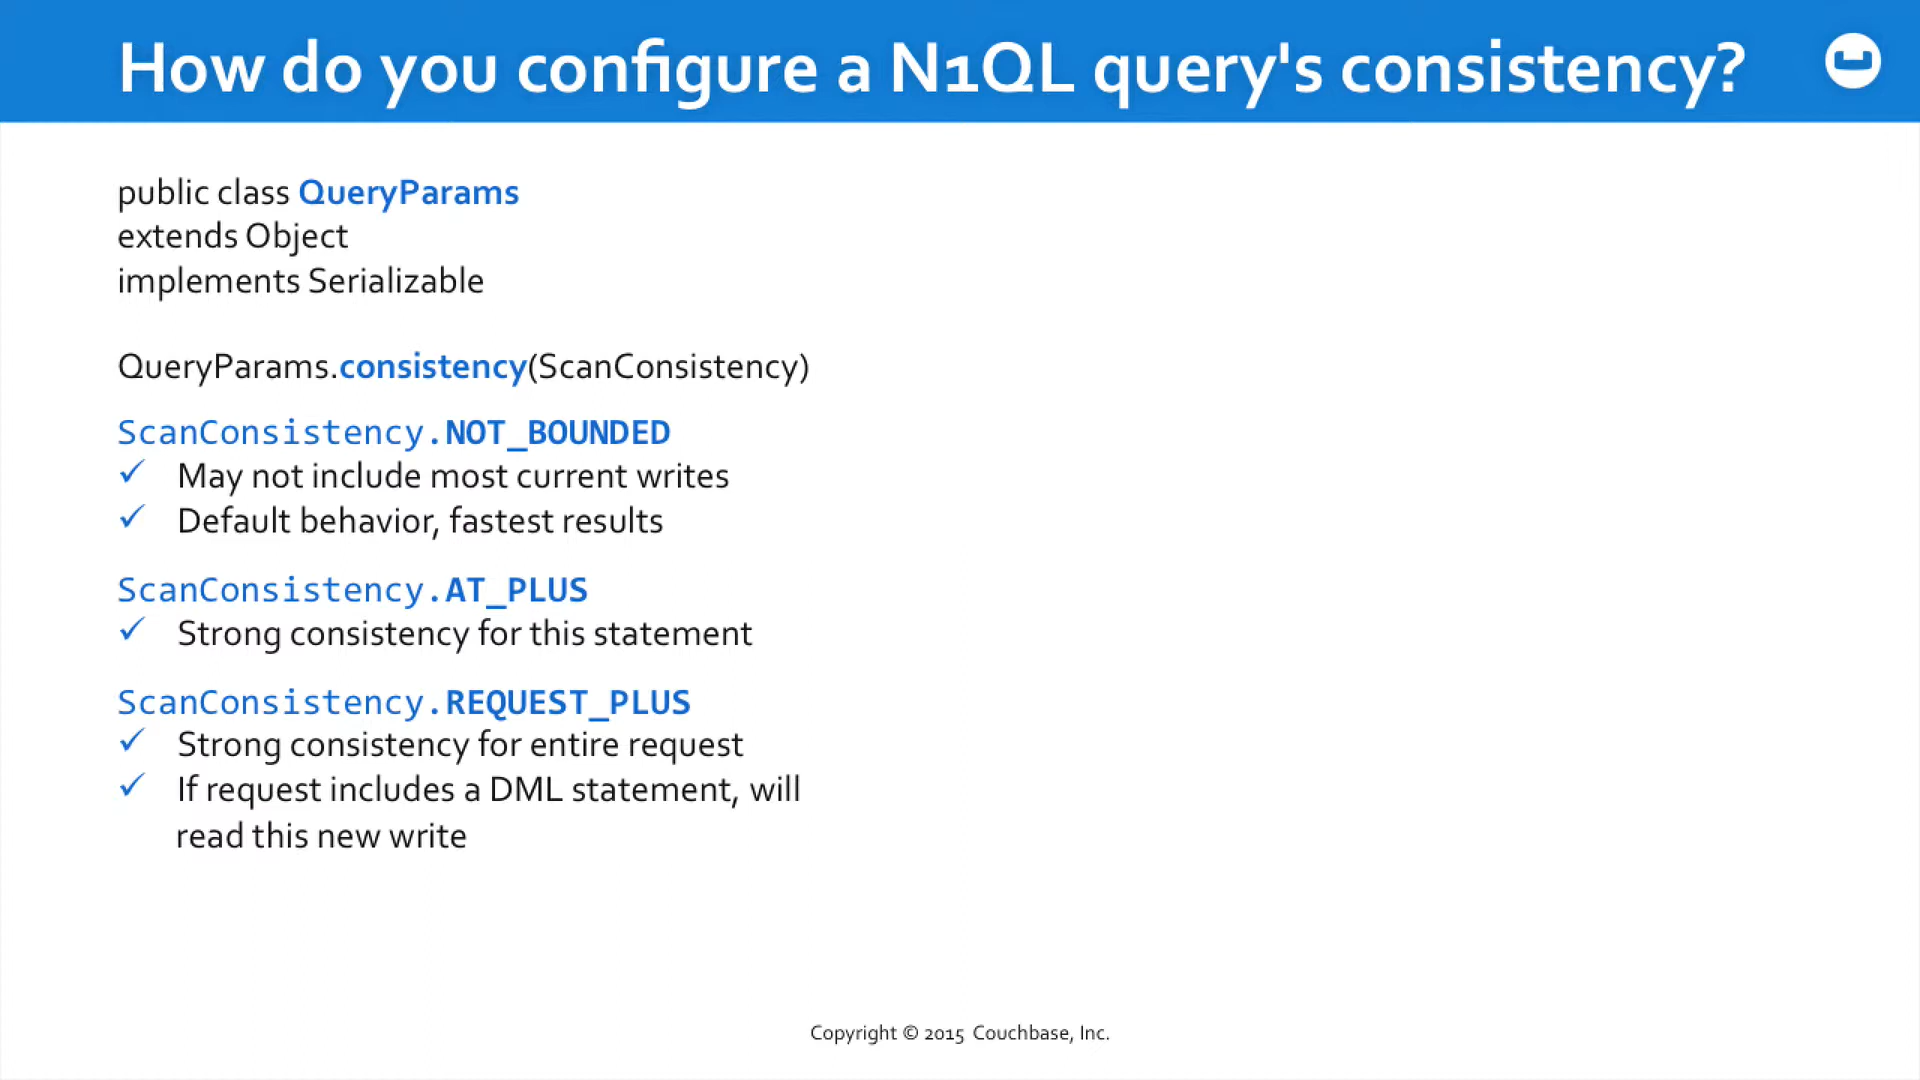 How do you configure a N1QL query's consistency?
public class QueryParams
extends Object
implements Serializable
QueryParams.consistency(ScanConsistency)
ScanConsistency.NOT_BOUNDED
✓ May not include most current writes
✓ Default behavior, fastest results
ScanConsistency.AT_PLUS
✓ Strong consistency for this statement
ScanConsistency.REQUEST_PLUS
✓ Strong consistency for entire request
✓ If request includes a DML statement, will
read this new write
Copyright © 2015 Couchbase, Inc.